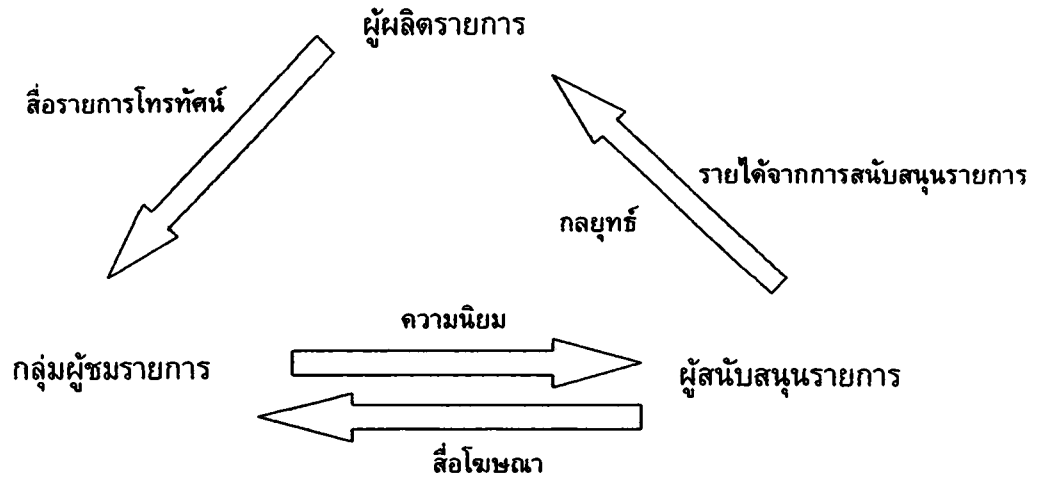 ผู้ผลิตรายการ
สื่อรายการโทรทัศน์
รายได้จากการสนับสนุนรายการ
กลยุทธ์
ความนิยม
กลุ่มผู้ชมรายการ
ผู้สนับสนุนรายการ
สื่อโฆษณา